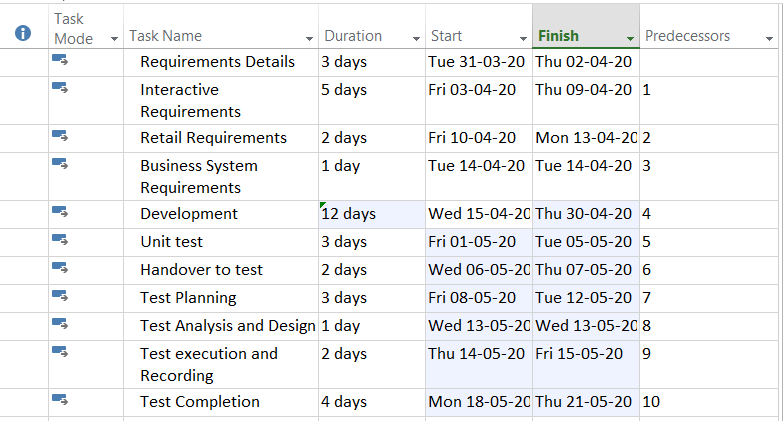 Task Mode Task Name Duration Start Finish Predecessors
Requirements Details 3 days Tue 31-03-20 Thu 02-04-20
Interactive Requirements 5 days Fri 03-04-20 Thu 09-04-20 1
Retail Requirements 2 days Fri 10-04-20 Mon 13-04-20 2
Business System Requirements 1 day Tue 14-04-20 Tue 14-04-20 3
Development 12 days Wed 15-04-20 Thu 30-04-20 4
Unit test 3 days Fri 01-05-20 Tue 05-05-20 5
Handover to test 2 days Wed 06-05-20 Thu 07-05-20 6
Test Planning 3 days Fri 08-05-20 Tue 12-05-20 7
Test Analysis and Design 1 day Wed 13-05-20 Wed 13-05-20 8
Test execution and Recording 2 days Thu 14-05-20 Fri 15-05-20 9
Test Completion 4 days Mon 18-05-20 Thu 21-05-20 10